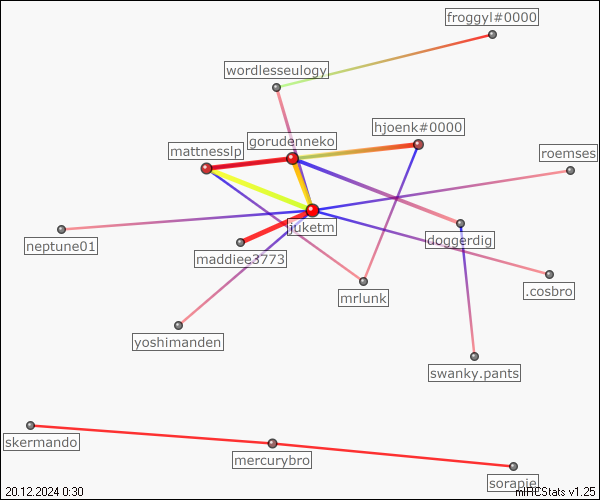 froggyl#0000
wordlesseulogy
hjoenk#0000
gorudenneko
mattnesslp
roemses
juketm
doggerdig
neptune01
maddiee3773
.cosbro
mrlunk
yoshimanden
swanky.pants
skermando
mercurybro
sorapie
20.12.2024 0:30
mIRCStats v1.25